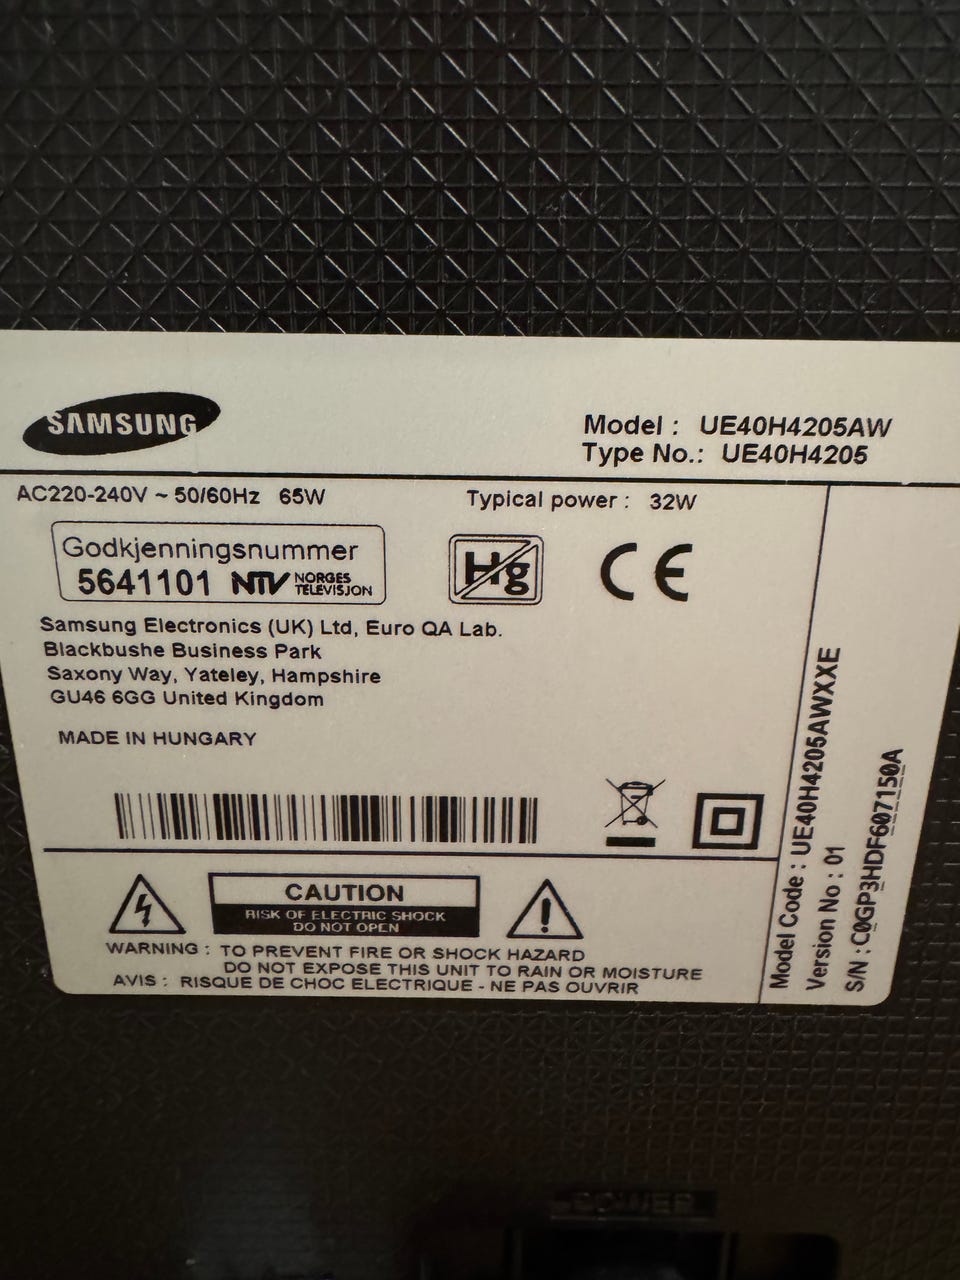 SAMSUNG
Model : UE40H4205AW
Type No.: UE40H4205
AC220-240V ~ 50/60Hz 65W
Typical power : 32W
Godkjenningsnummer
5641101 NTV NORGES TELEVISJON
Hg
CE
Samsung Electronics (UK) Ltd, Euro QA Lab.
Blackbushe Business Park
Saxony Way, Yateley, Hampshire
GU46 6GG United Kingdom
MADE IN HUNGARY
CAUTION
RISK OF ELECTRIC SHOCK
DO NOT OPEN
WARNING : TO PREVENT FIRE OR SHOCK HAZARD
DO NOT EXPOSE THIS UNIT TO RAIN OR MOISTURE
AVIS : RISQUE DE CHOC ELECTRIQUE - NE PAS OUVRIR
Model Code : UE40H4205AWXXE
Version No : 01
S/N : C0GP3HDF607150A
POWER